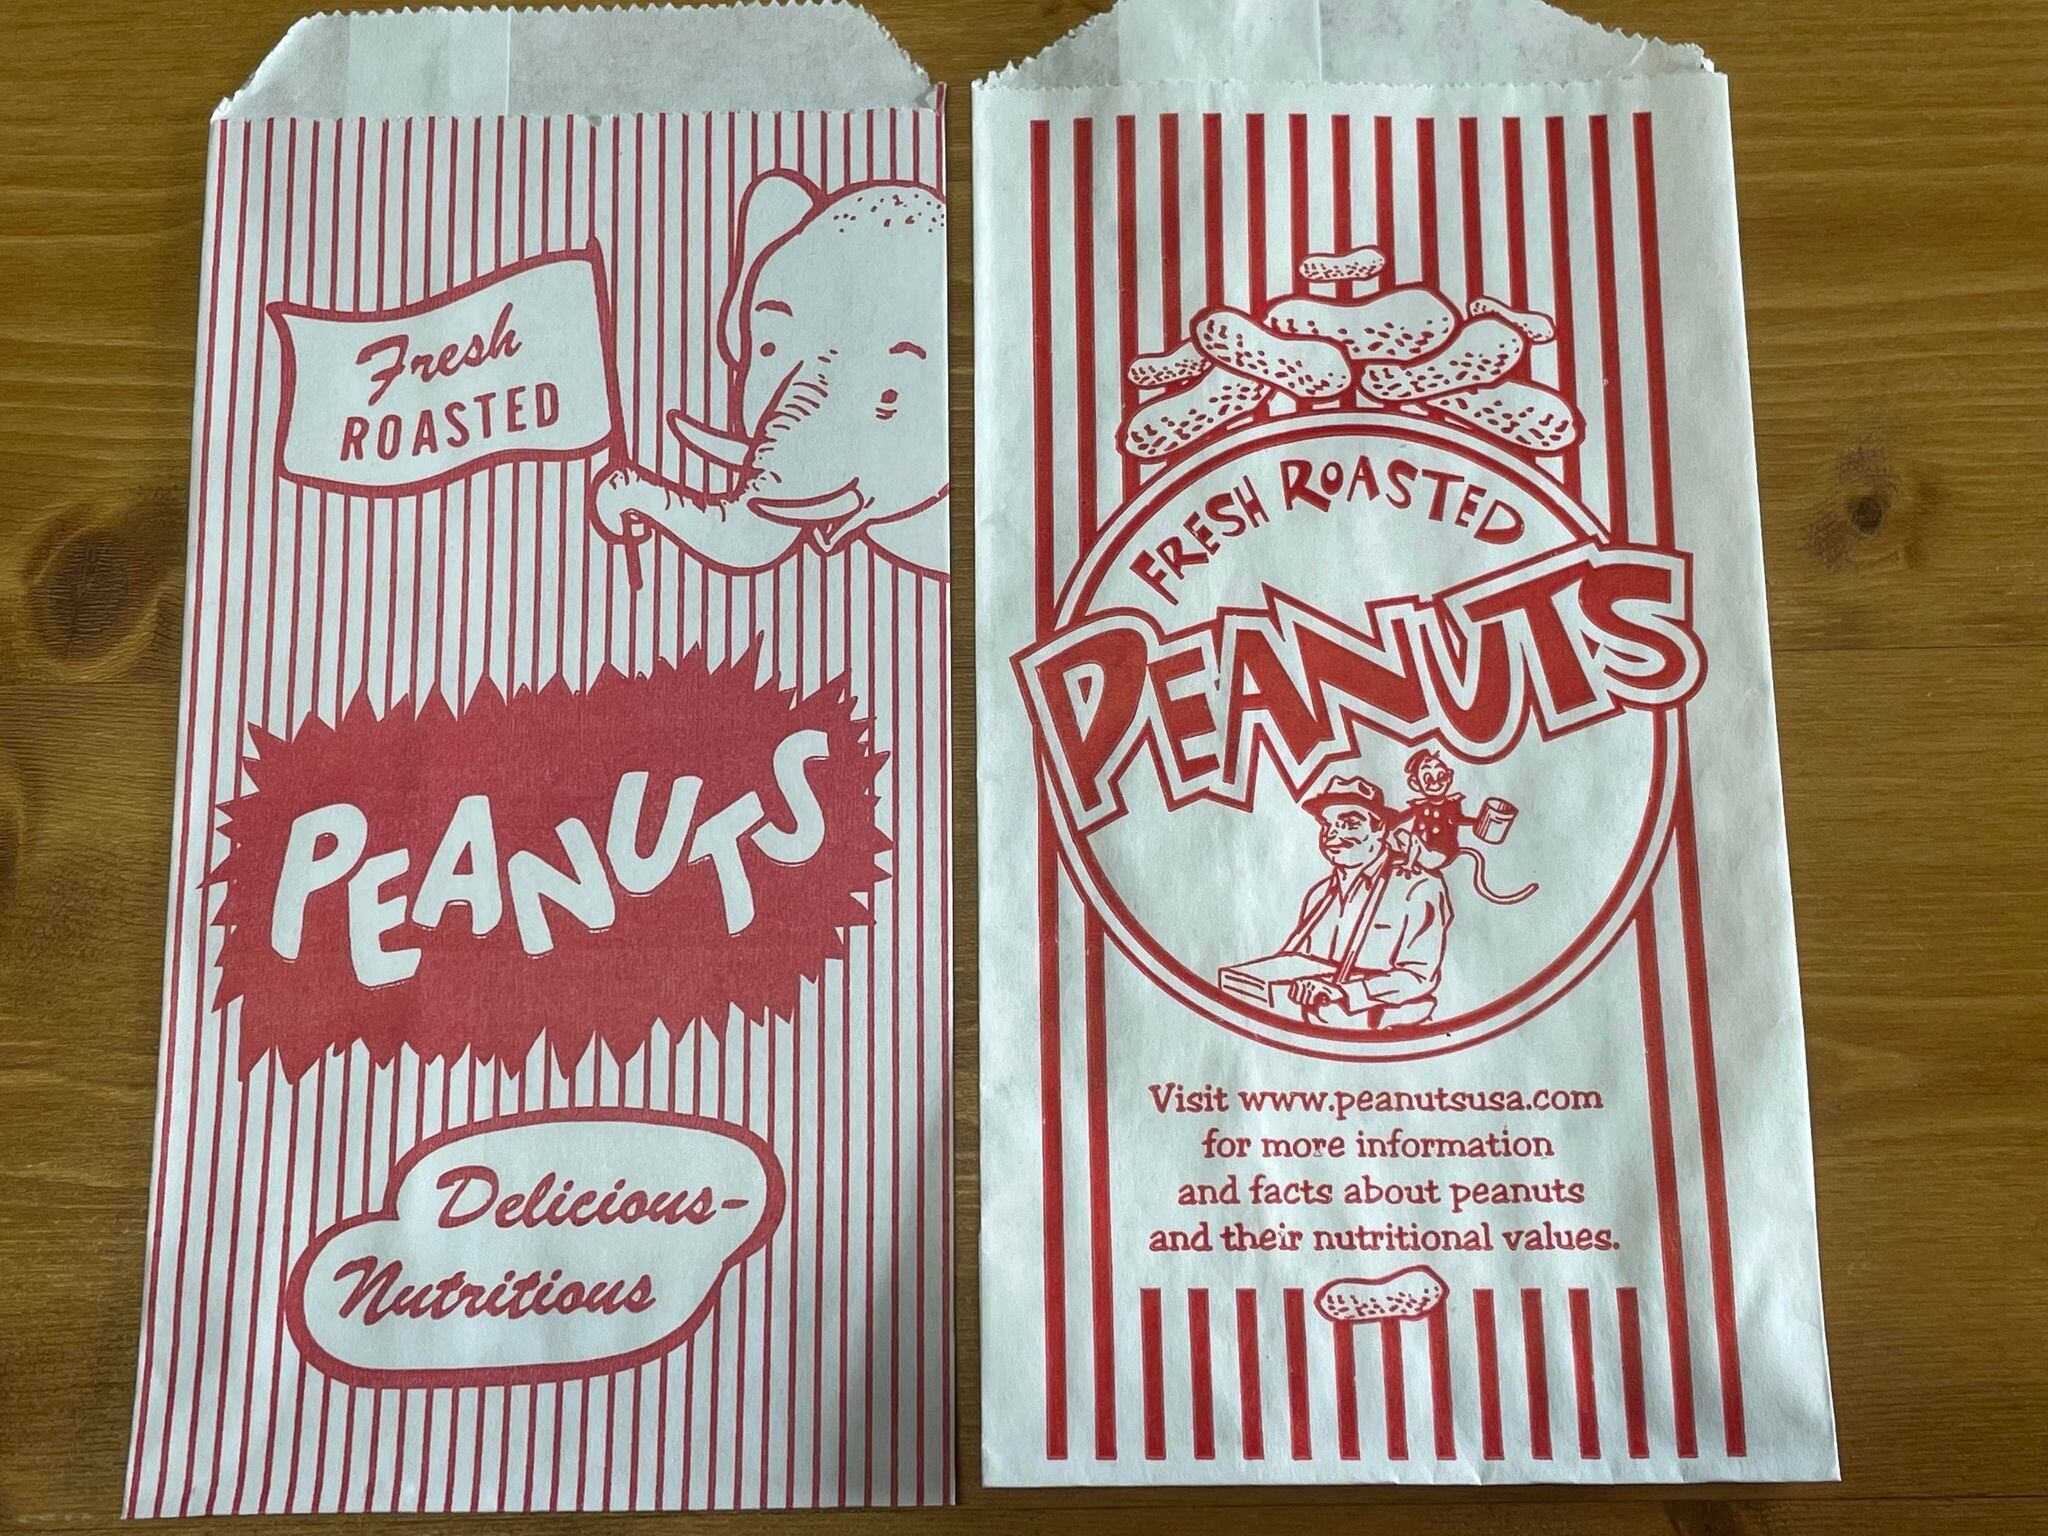 Fresh
ROASTED
PEANUTS
Delicious-
Nutritious
FRESH ROASTED
PEANUTS
Visit www.peanutsusa.com
for more information
and facts about peanuts
and their nutritional values.